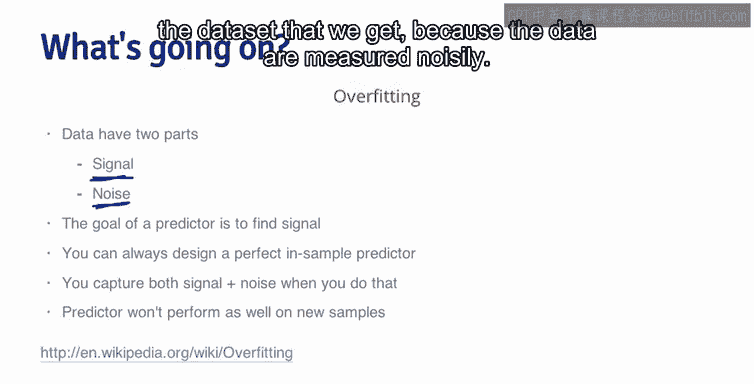 the dataset that we get, because the data
are measured noisily.
What's going on?
Overfitting
· Data have two parts
- Signal
- Noise
· The goal of a predictor is to find signal
· You can always design a perfect in-sample predictor
· You capture both signal + noise when you do that
· Predictor won't perform as well on new samples
http://en.wikipedia.org/wiki/Overfitting